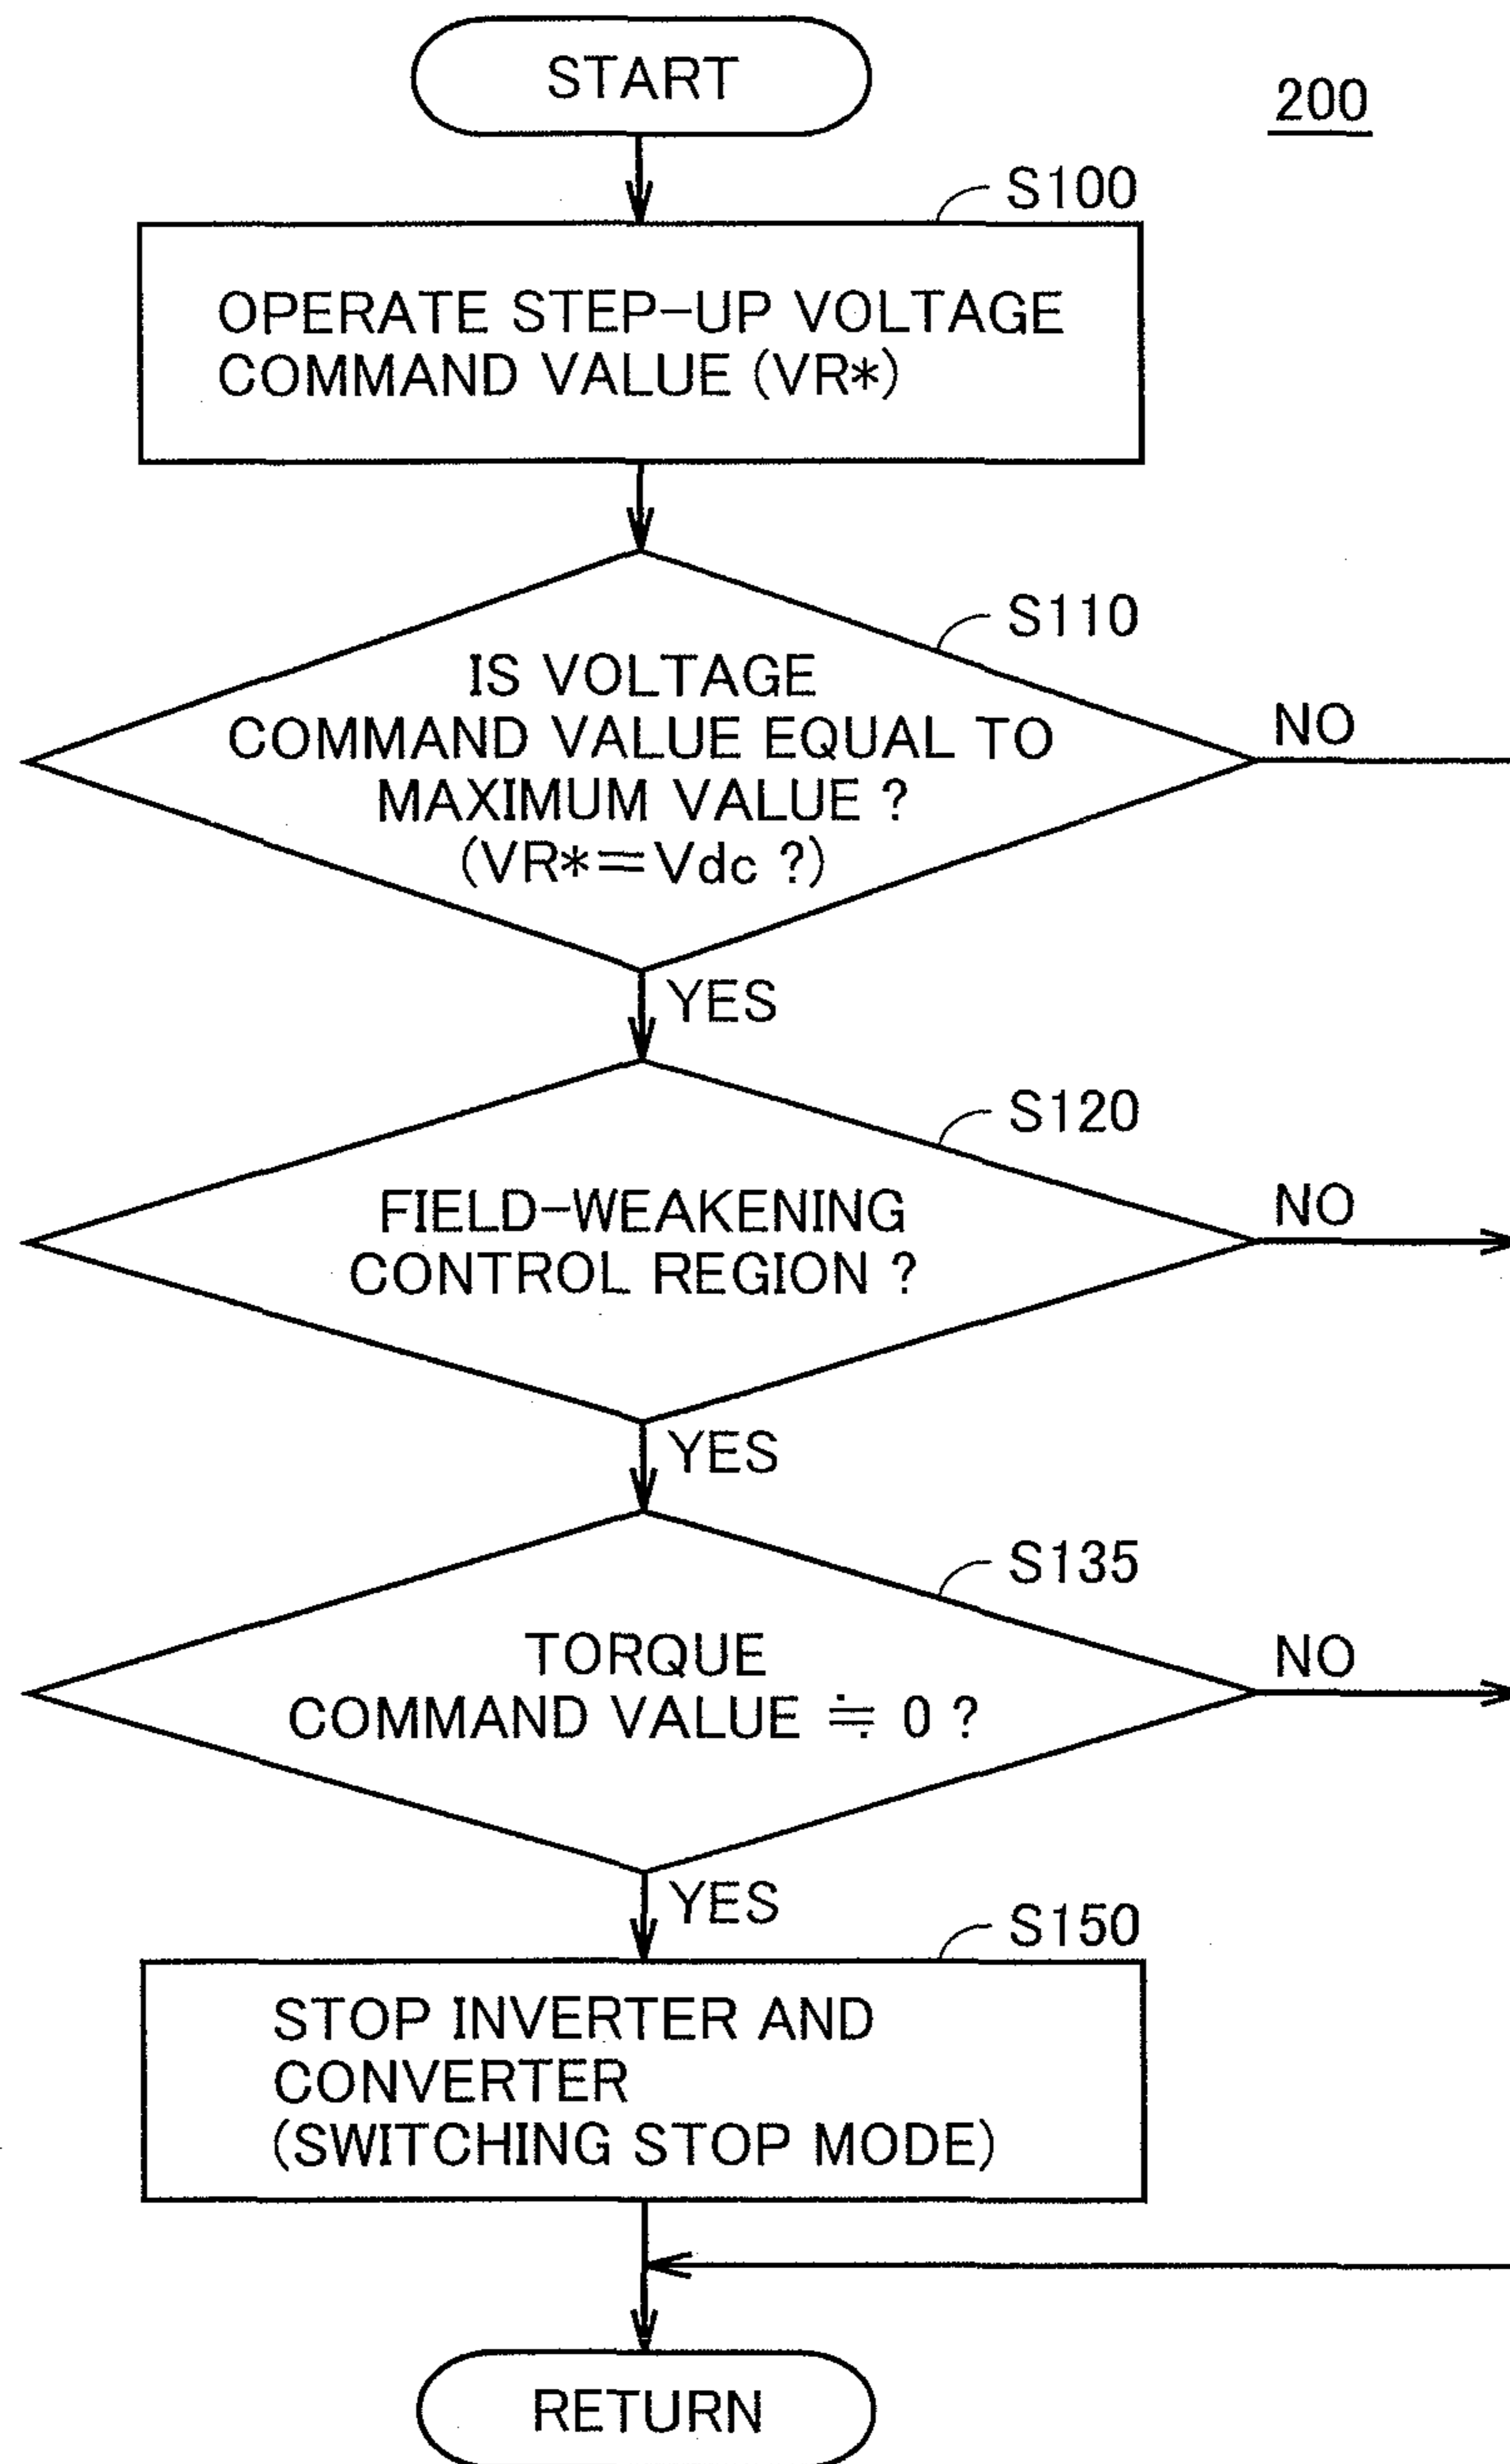 START
200
S100
OPERATE STEP-UP VOLTAGE
COMMAND VALUE (VR*)
S110
IS VOLTAGE
COMMAND VALUE EQUAL TO
MAXIMUM VALUE ?
(VR*=Vdc ?)
NO
YES
S120
FIELD-WEAKENING
CONTROL REGION ?
NO
YES
S135
TORQUE
COMMAND VALUE ≒ 0 ?
NO
YES
S150
STOP INVERTER AND
CONVERTER
(SWITCHING STOP MODE)
RETURN